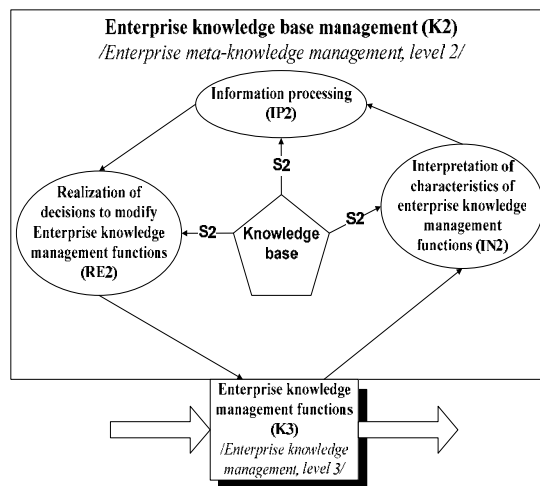 Enterprise knowledge base management (K2)
/Enterprise meta-knowledge management, level 2/
Information processing
(IP2)
S2
Realization of
decisions to modify
Enterprise knowledge
management functions
(RE2)
S2
Knowledge
base
S2
Interpretation of
characteristics of
enterprise knowledge
management
functions (IN2)
Enterprise knowledge
management functions
(K3)
/Enterprise knowledge
management, level 3/